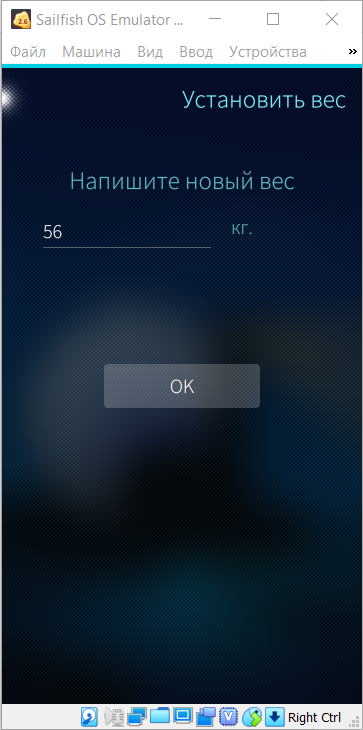 Sailfish OS Emulator ...
Файл Машина Вид Ввод Устройства »
Установить вес
Напишите новый вес
56 кг.
OK
Right Ctrl